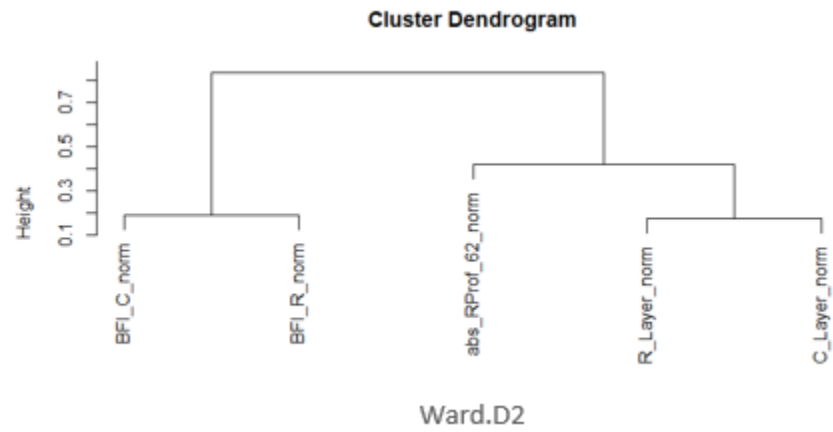 Cluster Dendrogram
Height
0.7
0.5
0.3
0.1
BFI_C_norm
BFI_R_norm
abs_RProf_62_norm
R_Layer_norm
C_Layer_norm
Ward.D2